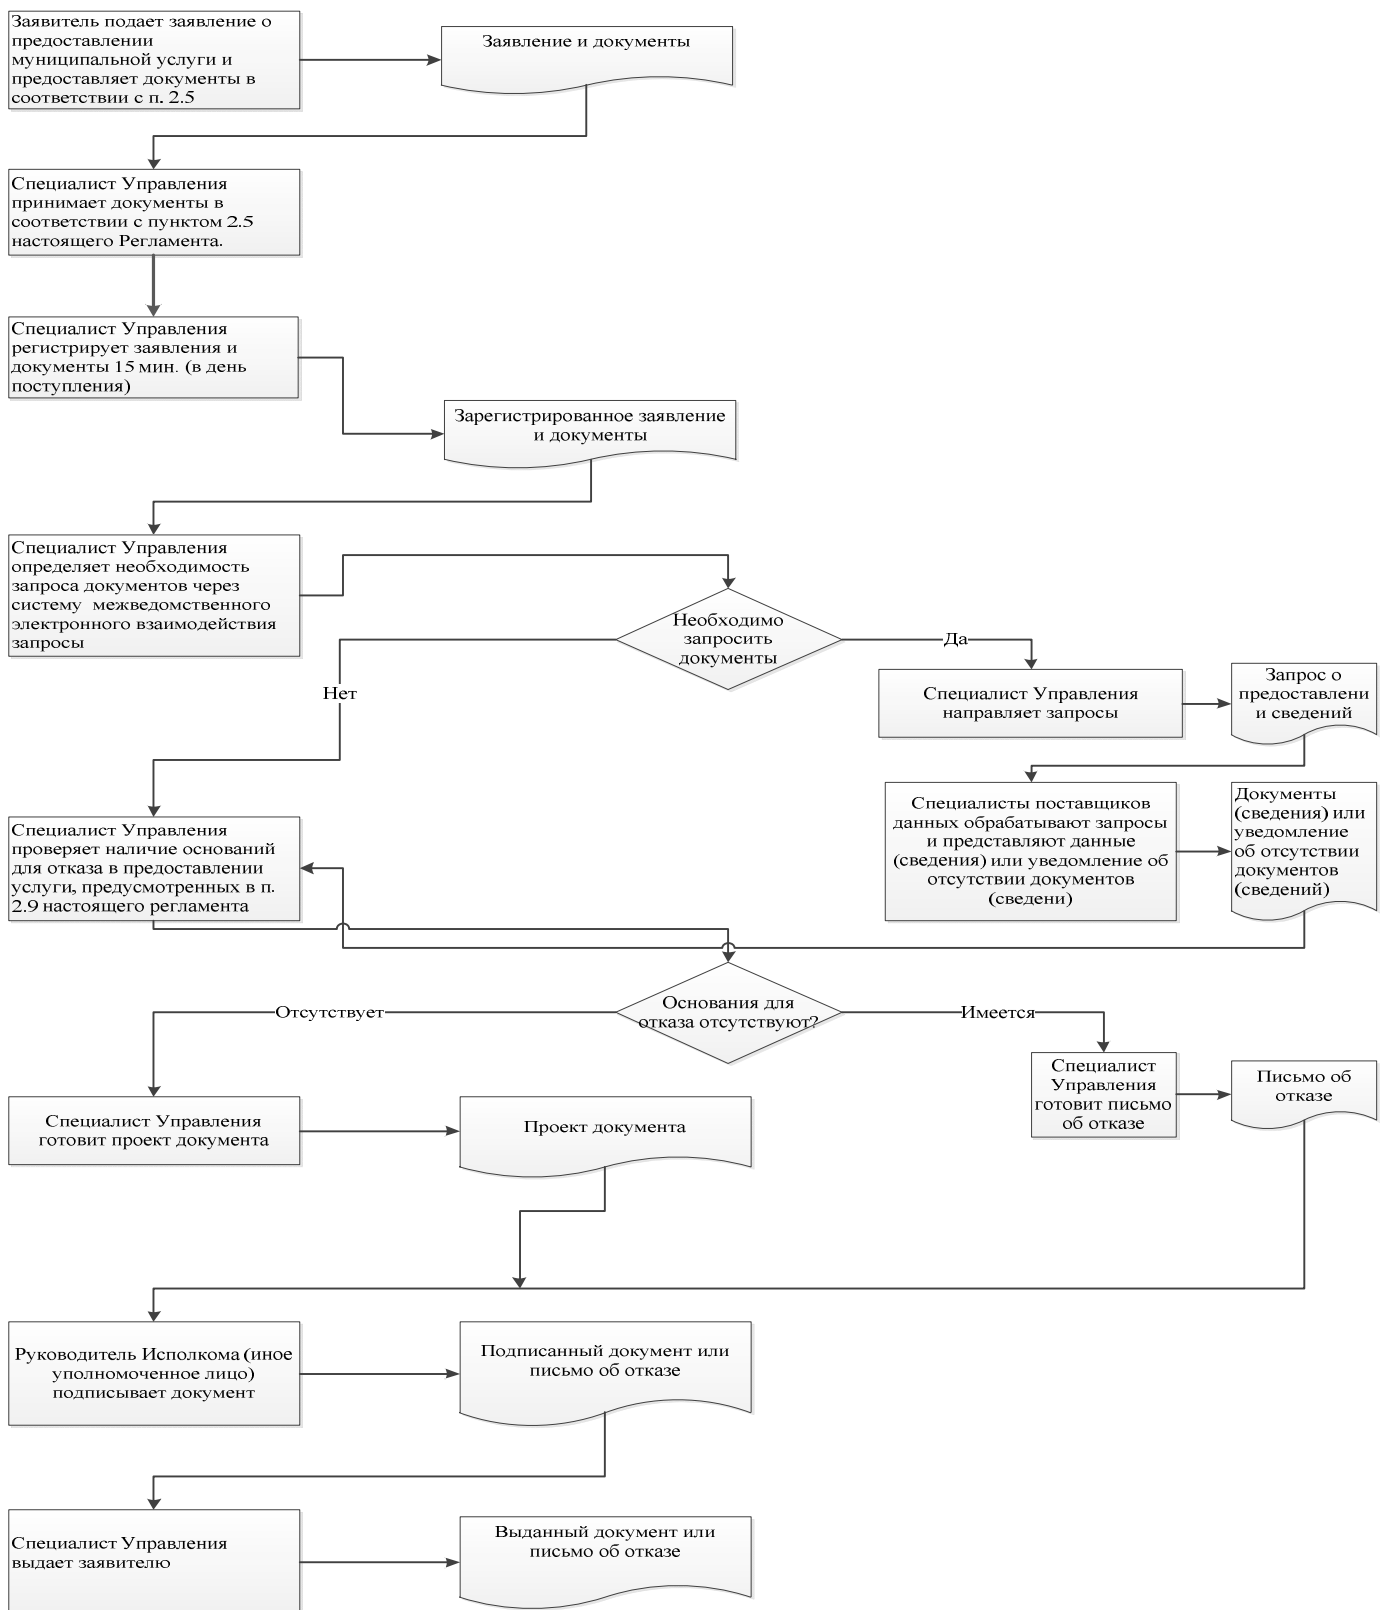 Заявитель подает заявление о
предоставлении
муниципальной услуги и
предоставляет документы в
соответствии с п. 2.5
Заявление и документы
Специалист Управления
принимает документы в
соответствии с пунктом 2.5
настоящего Регламента.
Специалист Управления
регистрирует заявления и
документы 15 мин. (в день
поступления)
Зарегистрированное заявление
и документы
Специалист Управления
определяет необходимость
запроса документов через
систему межведомственного
электронного взаимодействия
запросы
Необходимо
запросить
документы
Да
Нет
Специалист Управления
направляет запросы
Запрос о
предоставлени
и сведений
Специалисты поставщиков
данных обрабатывают запросы
и представляют данные
(сведения) или уведомление об
отсутствии документов
(сведени)
Документы
(сведения) или
уведомление
об отсутствии
документов
(сведений)
Специалист Управления
проверяет наличие оснований
для отказа в предоставлении
услуги, предусмотренных в п.
2.9 настоящего регламента
Основания для
отказа отсутствуют?
Отсутствует
Имеется
Специалист
Управления
готовит письмо
об отказе
Письмо об
отказе
Специалист Управления
готовит проект документа
Проект документа
Руководитель Исполкома (иное
уполномоченное лицо)
подписывает документ
Подписанный документ или
письмо об отказе
Специалист Управления
выдает заявителю
Выданный документ или
письмо об отказе